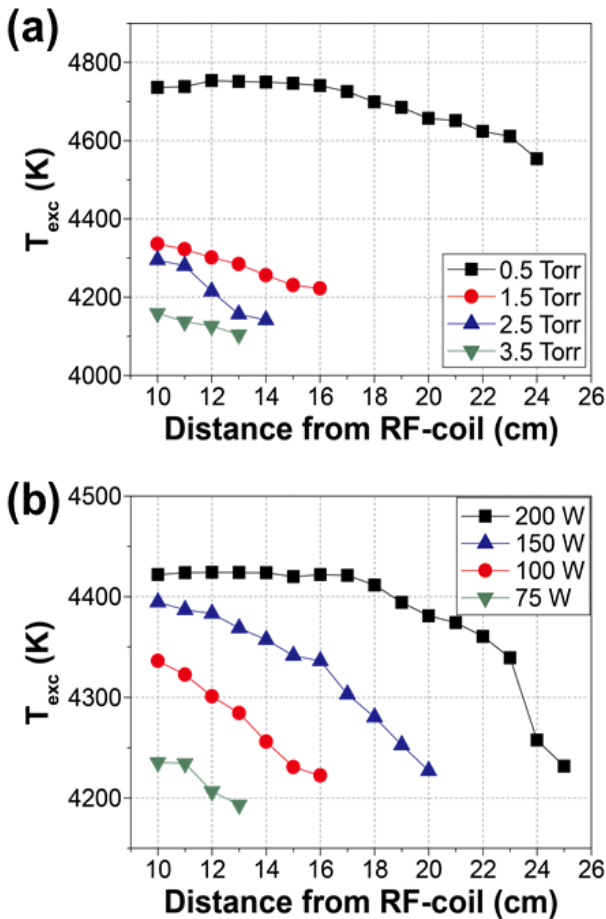 (a)
4800
4600
4400
4200
4000
T_exc (K)
0.5 Torr
1.5 Torr
2.5 Torr
3.5 Torr
10 12 14 16 18 20 22 24 26
Distance from RF-coil (cm)
(b)
4500
4400
4300
4200
T_exc (K)
200 W
150 W
100 W
75 W
10 12 14 16 18 20 22 24 26
Distance from RF-coil (cm)